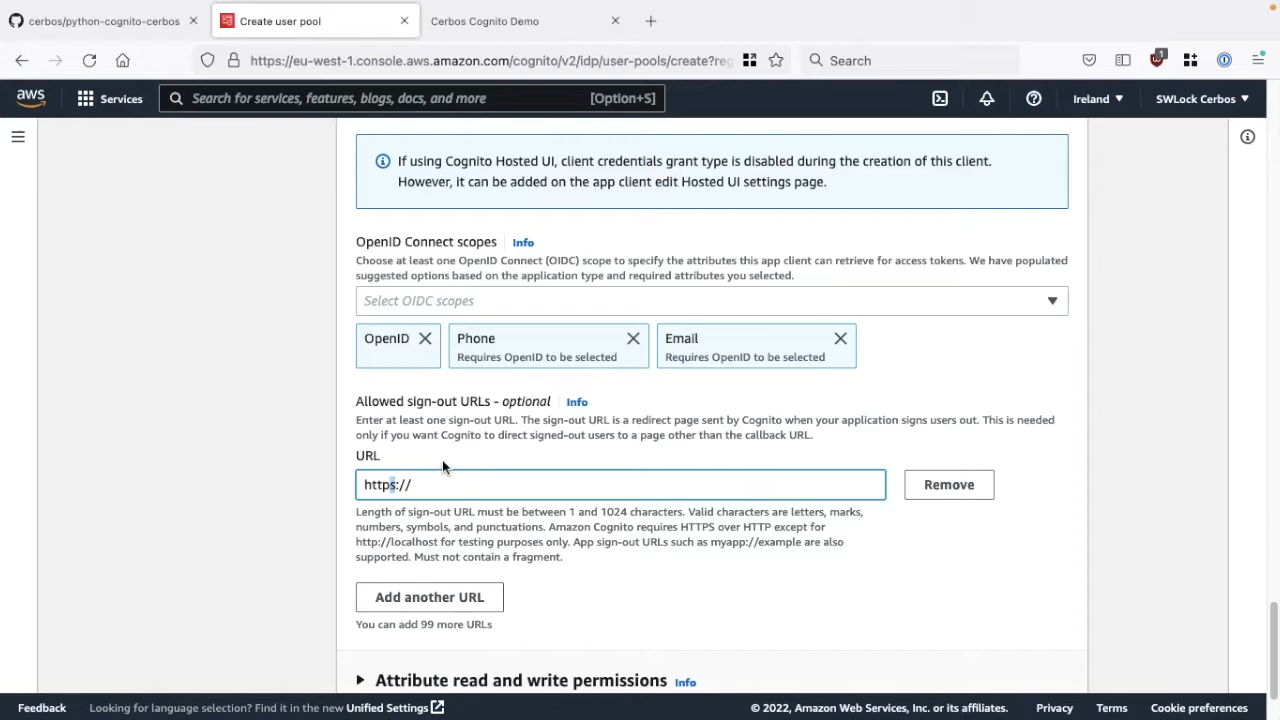 cerbos/python-cognito-cerbos
Create user pool
Cerbos Cognito Demo
https://eu-west-1.console.aws.amazon.com/cognito/v2/idp/user-pools/create?reg
Search
1
aws
Services
Search for services, features, blogs, docs, and more
[Option+S]
Ireland
SWLock Cerbos
If using Cognito Hosted UI, client credentials grant type is disabled during the creation of this client.
However, it can be added on the app client edit Hosted UI settings page.
OpenID Connect scopes Info
Choose at least one OpenID Connect (OIDC) scope to specify the attributes this app client can retrieve for access tokens. We have populated
suggested options based on the application type and required attributes you selected.
Select OIDC scopes
OpenID
Phone
Requires OpenID to be selected
Email
Requires OpenID to be selected
Allowed sign-out URLs - optional Info
Enter at least one sign-out URL. The sign-out URL is a redirect page sent by Cognito when your application signs users out. This is needed
only if you want Cognito to direct signed-out users to a page other than the callback URL.
URL
https://
Remove
Length of sign-out URL must be between 1 and 1024 characters. Valid characters are letters, marks,
numbers, symbols, and punctuations. Amazon Cognito requires HTTPS over HTTP except for
http://localhost for testing purposes only. App sign-out URLs such as myapp://example are also
supported. Must not contain a fragment.
Add another URL
You can add 99 more URLs
Attribute read and write permissions Info
Feedback
Looking for language selection? Find it in the new Unified Settings
© 2022, Amazon Web Services, Inc. or its affiliates.
Privacy
Terms
Cookie preferences